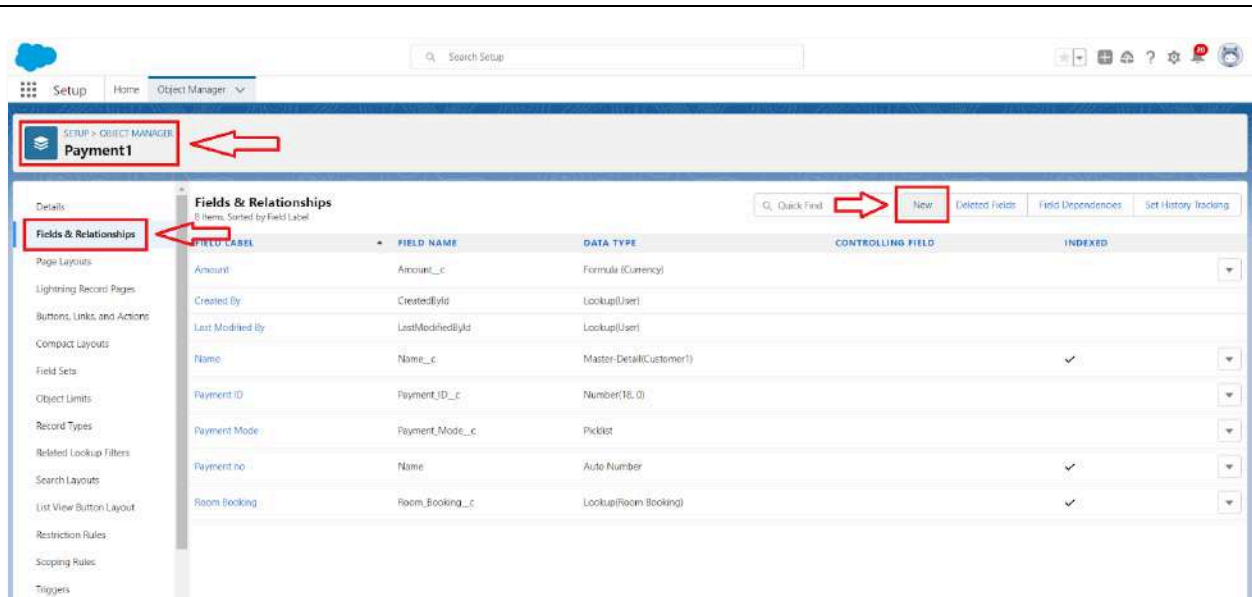 Search Setup
20
Setup Home Object Manager
SETUP > OBJECT MANAGER
Payment1
Details
Fields & Relationships
Page Layouts
Lightning Record Pages
Buttons, Links, and Actions
Compact Layouts
Field Sets
Object Limits
Record Types
Related Lookup Filters
Search Layouts
List View Button Layout
Restriction Rules
Scoping Rules
Triggers
Fields & Relationships
8 Items, Sorted by Field Label
Quick Find New Deleted Fields Field Dependencies Set History Tracking
FIELD LABEL FIELD NAME DATA TYPE CONTROLLING FIELD INDEXED
Amount Amount__c Formula (Currency)
Created By CreatedById Lookup(User)
Last Modified By LastModifiedById Lookup(User)
Name Name__c Master-Detail(Customer1)
Payment ID Payment_ID__c Number(18, 0)
Payment Mode Payment_Mode__c Picklist
Payment no Name Auto Number
Room Booking Room_Booking__c Lookup(Room Booking)